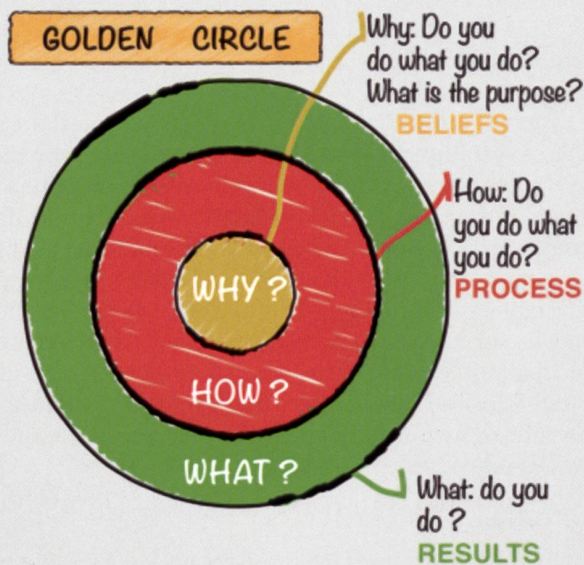 GOLDEN CIRCLE
Why: Do you
do what you do?
What is the purpose?
BELIEFS
How: Do
you do what
you do?
PROCESS
WHY ?
HOW ?
WHAT ?
What: do you
do ?
RESULTS